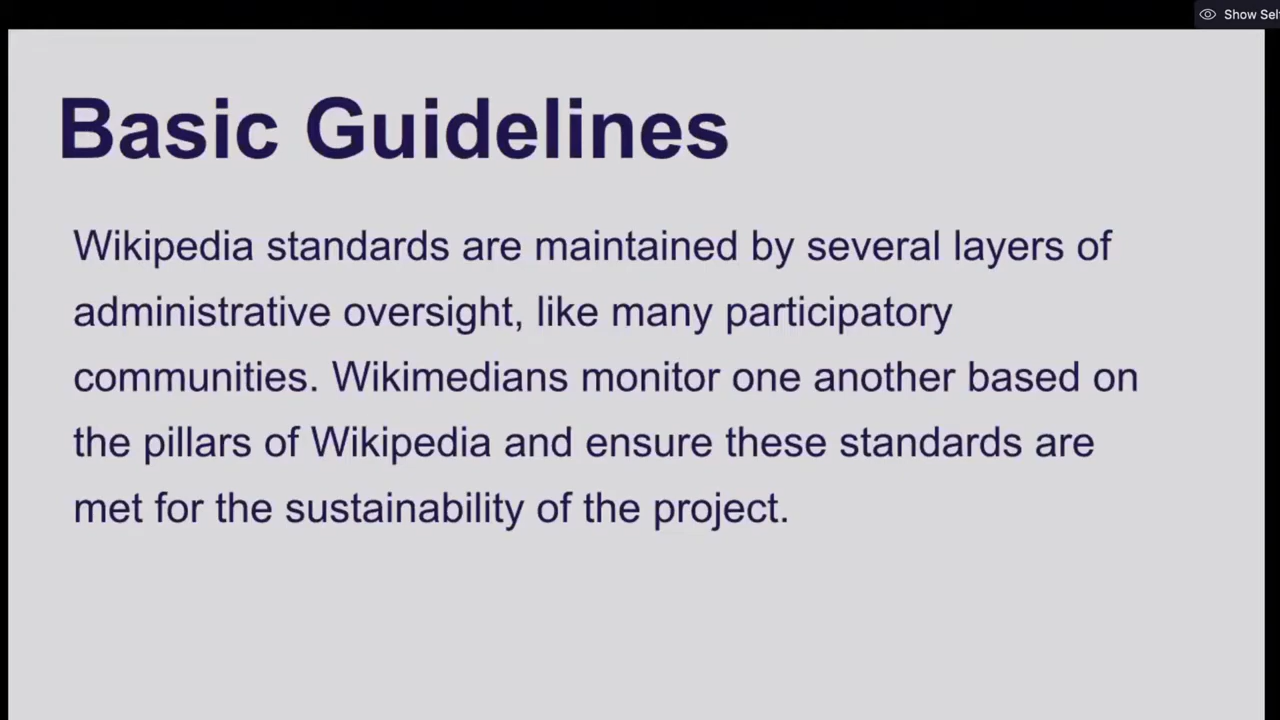 Show Sel
Basic Guidelines
Wikipedia standards are maintained by several layers of
administrative oversight, like many participatory
communities. Wikimedians monitor one another based on
the pillars of Wikipedia and ensure these standards are
met for the sustainability of the project.